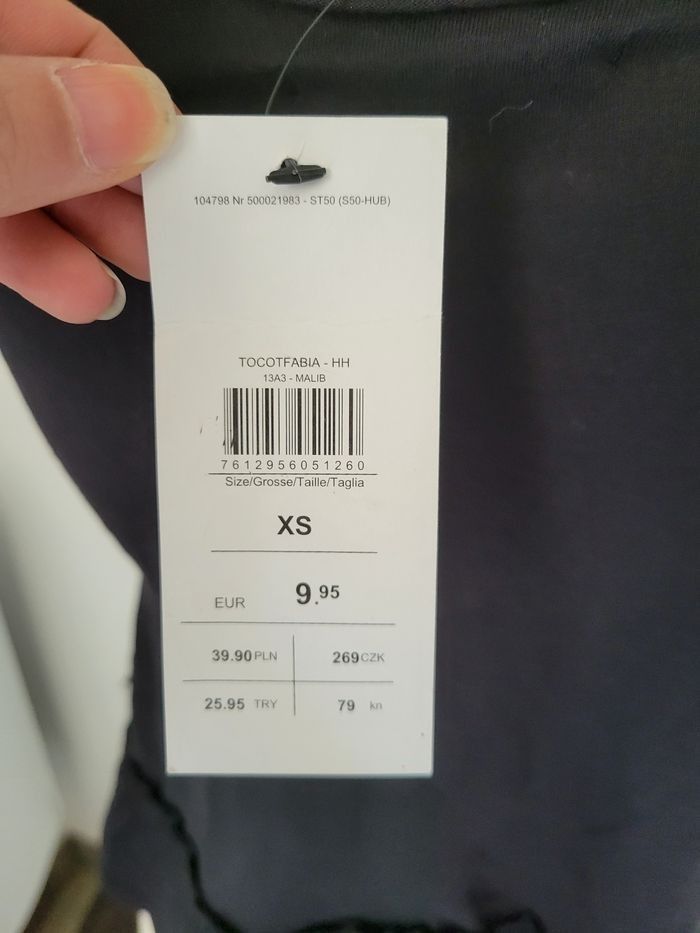 104798 Nr 500021983 - ST50 (S50-HUB)
TOCOTFABIA - HH
13A3 - MALIB
7612956051260
Size/Grosse/Taille/Taglia
XS
EUR 9.95
39.90 PLN 269 CZK
25.95 TRY 79 kn